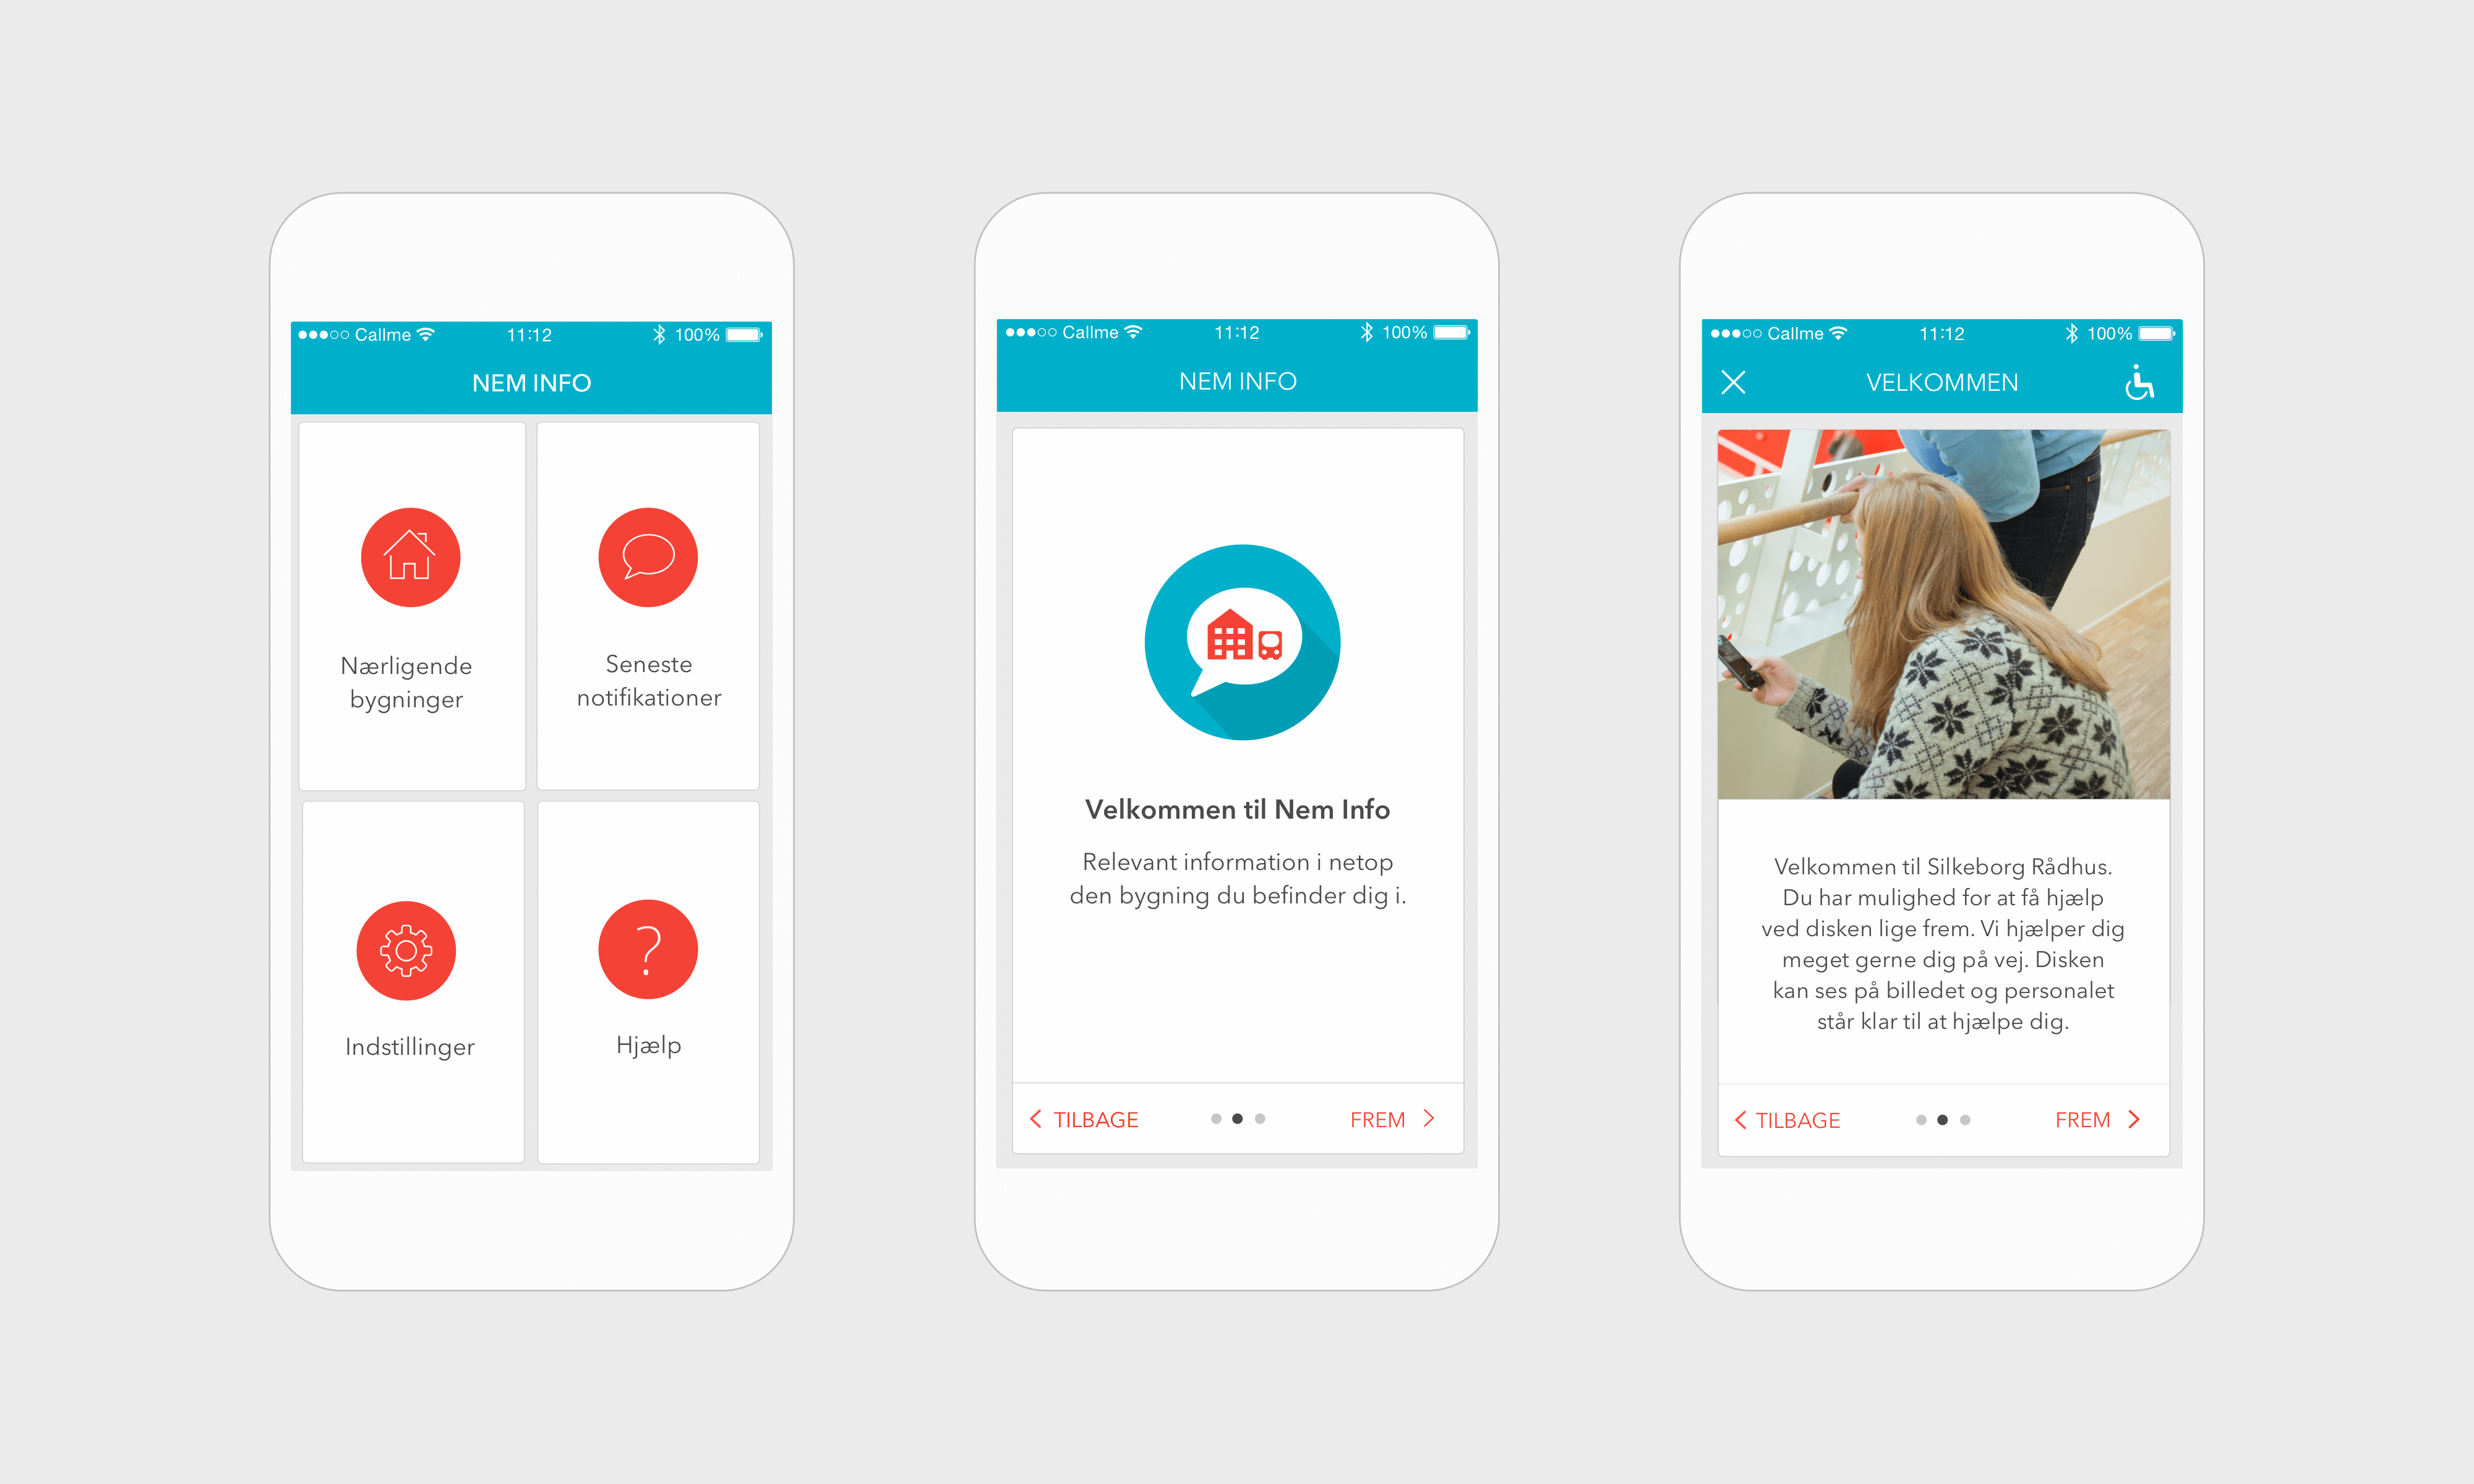 Callme 11:12 100%
NEM INFO
Nærligende
bygninger
Seneste
notifikationer
Indstillinger
Hjælp
Callme 11:12 100%
NEM INFO
Velkommen til Nem Info
Relevant information i netop
den bygning du befinder dig i.
TILBAGE FREM
Callme 11:12 100%
VELKOMMEN
Velkommen til Silkeborg Rådhus.
Du har mulighed for at få hjælp
ved disken lige frem. Vi hjælper dig
meget gerne dig på vej. Disken
kan ses på billedet og personalet
står klar til at hjælpe dig.
TILBAGE FREM